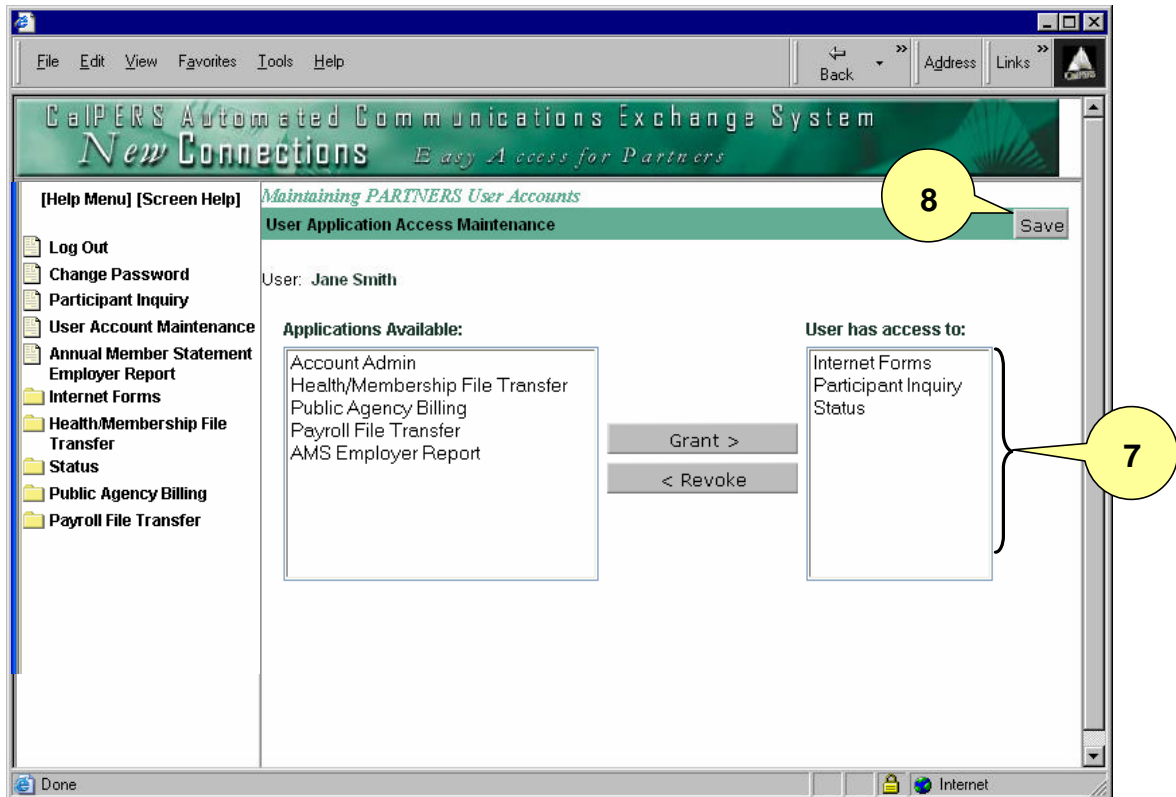 File Edit View Favorites Tools Help
Back
Address
Links
CalPERS
CalPERS Automated Communications Exchange System
New Connections Easy Access for Partners
[Help Menu] [Screen Help]
Log Out
Change Password
Participant Inquiry
User Account Maintenance
Annual Member Statement
Employer Report
Internet Forms
Health/Membership File
Transfer
Status
Public Agency Billing
Payroll File Transfer
Maintaining PARTNERS User Accounts
User Application Access Maintenance
8
Save
User: Jane Smith
Applications Available:
Account Admin
Health/Membership File Transfer
Public Agency Billing
Payroll File Transfer
AMS Employer Report
Grant >
< Revoke
User has access to:
Internet Forms
Participant Inquiry
Status
7
Done
Internet